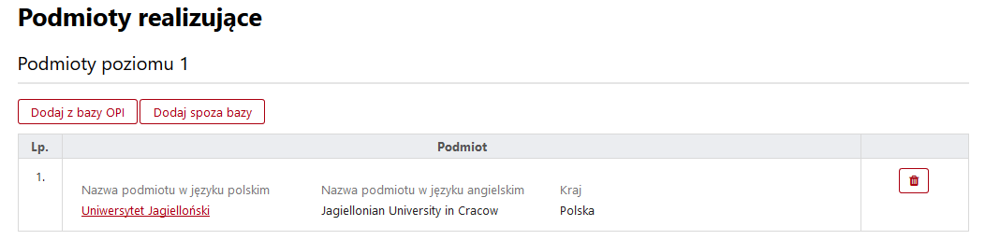 Podmioty realizujące
Podmioty poziomu 1
Dodaj z bazy OPI Dodaj spoza bazy
Lp. Podmiot
1.
Nazwa podmiotu w języku polskim Nazwa podmiotu w języku angielskim Kraj
Uniwersytet Jagielloński Jagiellonian University in Cracow Polska